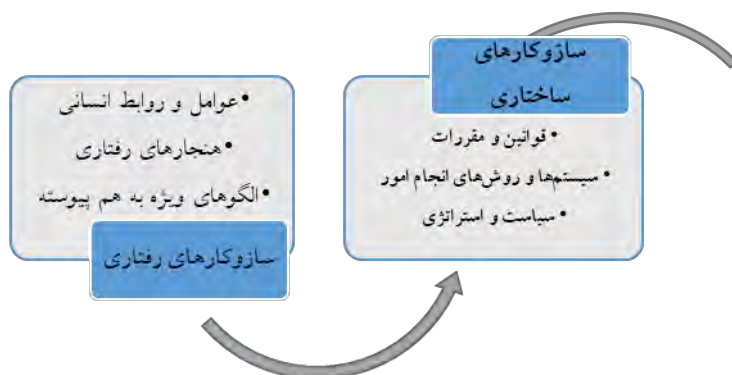 سازوکارهای
ساختاری
•قوانین و مقررات
•سیستم‌ها و روش‌های انجام امور
•سیاست و استراتژی
•عوامل و روابط انسانی
•هنجارهای رفتاری
•الگوهای ویژه به هم پیوسته
سازوکارهای رفتاری